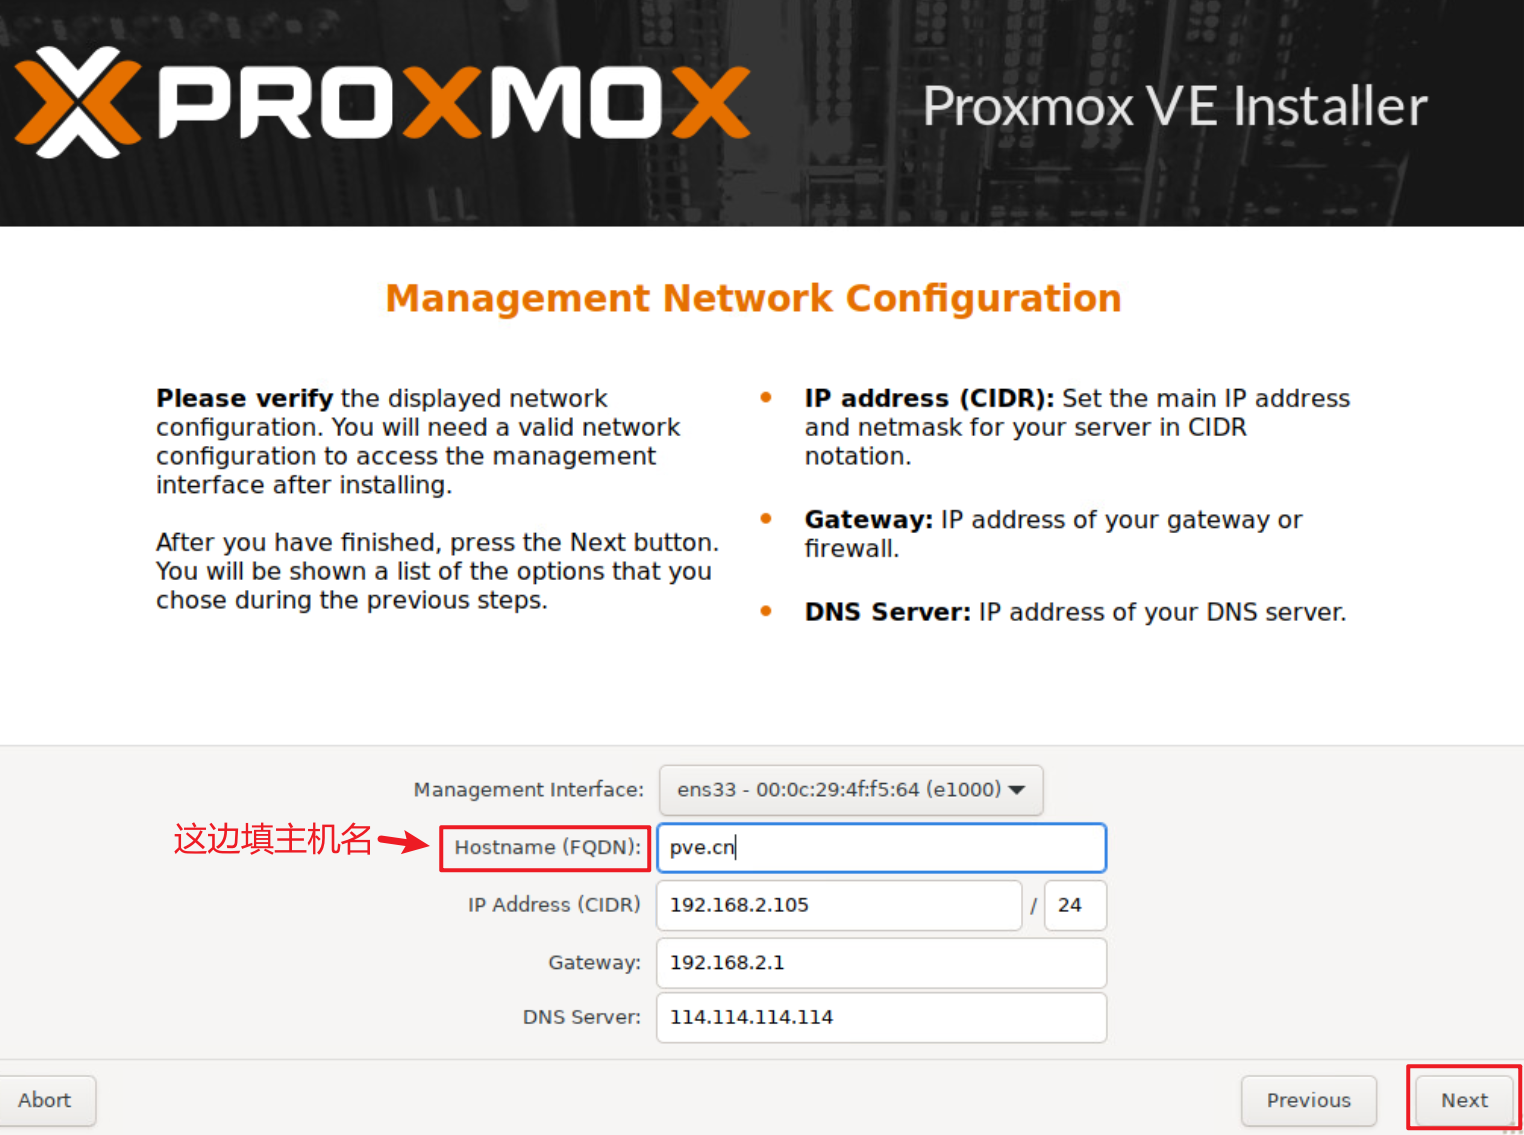 PROXMOX
Proxmox VE Installer
Management Network Configuration
Please verify the displayed network
configuration. You will need a valid network
configuration to access the management
interface after installing.
After you have finished, press the Next button.
You will be shown a list of the options that you
chose during the previous steps.
IP address (CIDR): Set the main IP address
and netmask for your server in CIDR
notation.
Gateway: IP address of your gateway or
firewall.
DNS Server: IP address of your DNS server.
Management Interface: ens33 - 00:0c:29:4f:f5:64 (e1000)
这边填主机名 Hostname (FQDN): pve.cn
IP Address (CIDR) 192.168.2.105 / 24
Gateway: 192.168.2.1
DNS Server: 114.114.114.114
Abort Previous Next